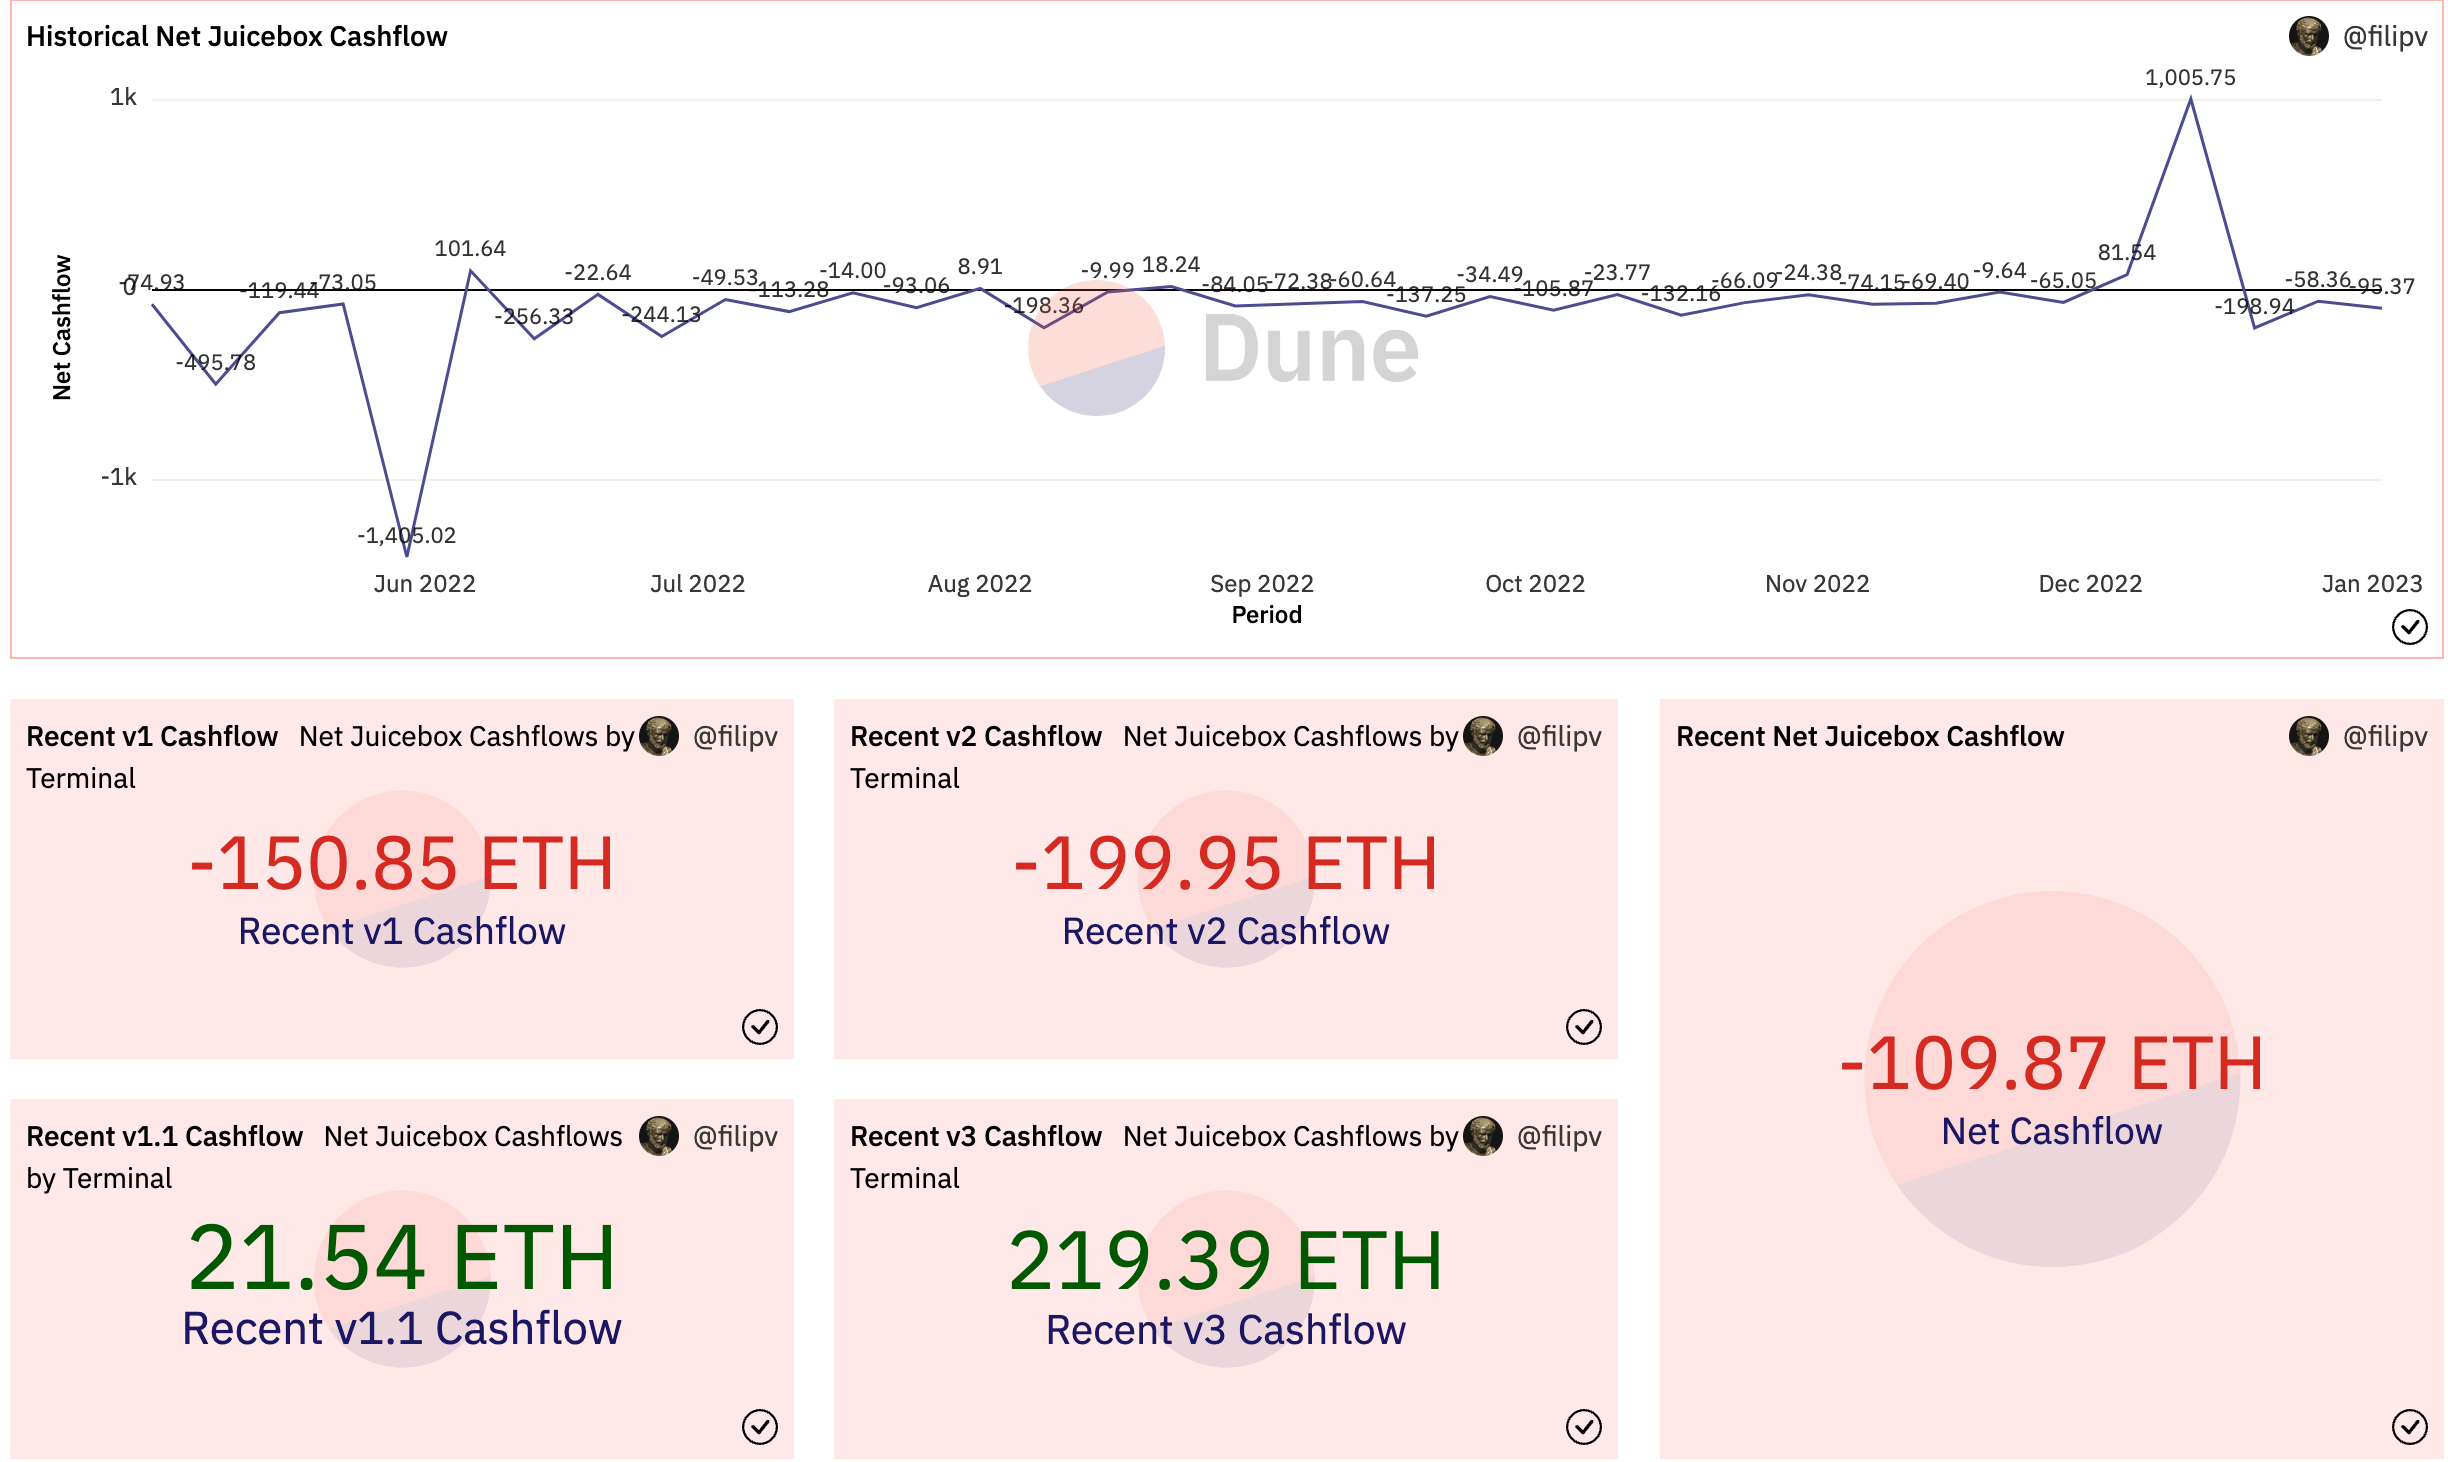 Historical Net Juicebox Cashflow
@filipv
1k
0
-1k
Net Cashflow
-74.93
-495.78
-119.44
-73.05
-1,405.02
101.64
-256.33
-22.64
-244.13
-49.53
-113.28
-14.00
-93.06
8.91
-198.36
-9.99
18.24
-84.05
-72.38
-60.64
-137.25
-34.49
-105.87
-23.77
-132.16
-66.09
-24.38
-74.15
-69.40
-9.64
-65.05
81.54
1,005.75
-198.94
-58.36
-95.37
Dune
Jun 2022
Jul 2022
Aug 2022
Sep 2022
Oct 2022
Nov 2022
Dec 2022
Jan 2023
Period
Recent v1 Cashflow Net Juicebox Cashflows by
Terminal
@filipv
-150.85 ETH
Recent v1 Cashflow
Recent v2 Cashflow Net Juicebox Cashflows by
Terminal
@filipv
-199.95 ETH
Recent v2 Cashflow
Recent Net Juicebox Cashflow
@filipv
-109.87 ETH
Net Cashflow
Recent v1.1 Cashflow Net Juicebox Cashflows
by Terminal
@filipv
21.54 ETH
Recent v1.1 Cashflow
Recent v3 Cashflow Net Juicebox Cashflows by
Terminal
@filipv
219.39 ETH
Recent v3 Cashflow